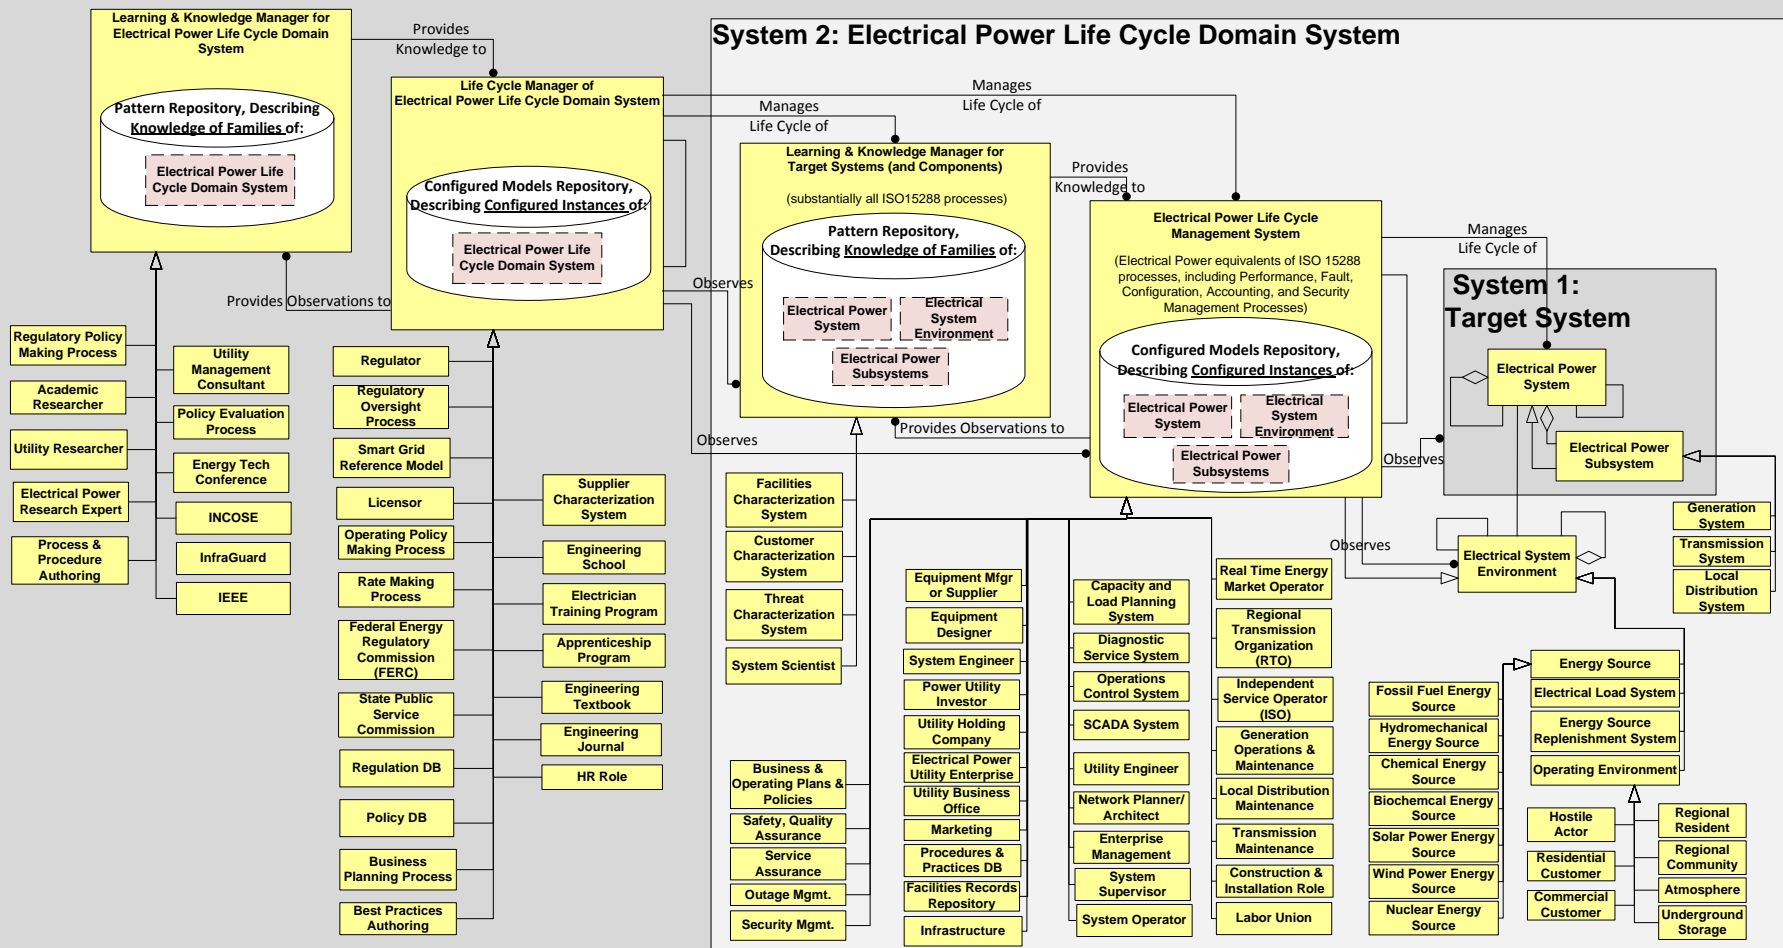 Learning & Knowledge Manager for
Electrical Power Life Cycle Domain
System
Pattern Repository, Describing
Knowledge of Families of:
Electrical Power Life
Cycle Domain System
Provides
Knowledge to
Provides Observations to
Life Cycle Manager of
Electrical Power Life Cycle Domain System
Configured Models Repository,
Describing Configured Instances of:
Electrical Power Life
Cycle Domain System
System 2: Electrical Power Life Cycle Domain System
Manages
Life Cycle of
Manages
Life Cycle of
Observes
Observes
Learning & Knowledge Manager for
Target Systems (and Components)
(substantially all ISO15288 processes)
Pattern Repository,
Describing Knowledge of Families of:
Electrical Power
System
Electrical
System
Environment
Electrical Power
Subsystems
Provides
Knowledge to
Provides Observations to
Electrical Power Life Cycle
Management System
(Electrical Power equivalents of ISO 15288
processes, including Performance, Fault,
Configuration, Accounting, and Security
Management Processes)
Configured Models Repository,
Describing Configured Instances of:
Electrical Power
System
Electrical
System
Environment
Electrical Power
Subsystems
Manages
Life Cycle of
Observes
Observes
System 1:
Target System
Electrical Power
System
Electrical Power
Subsystem
Electrical System
Environment
Generation
System
Transmission
System
Local
Distribution
System
Regulatory Policy
Making Process
Academic
Researcher
Utility Researcher
Electrical Power
Research Expert
Process &
Procedure
Authoring
Utility
Management
Consultant
Policy Evaluation
Process
Energy Tech
Conference
INCOSE
InfraGuard
IEEE
Regulator
Regulatory
Oversight
Process
Smart Grid
Reference Model
Licensor
Operating Policy
Making Process
Rate Making
Process
Federal Energy
Regulatory
Commission
(FERC)
State Public
Service
Commission
Regulation DB
Policy DB
Business
Planning Process
Best Practices
Authoring
Supplier
Characterization
System
Engineering
School
Electrician
Training Program
Apprenticeship
Program
Engineering
Textbook
Engineering
Journal
HR Role
Facilities
Characterization
System
Customer
Characterization
System
Threat
Characterization
System
System Scientist
Business &
Operating Plans &
Policies
Safety, Quality
Assurance
Service
Assurance
Outage Mgmt.
Security Mgmt.
Equipment Mfgr
or Supplier
Equipment
Designer
System Engineer
Power Utility
Investor
Utility Holding
Company
Electrical Power
Utility Enterprise
Utility Business
Office
Marketing
Procedures &
Practices DB
Facilities Records
Repository
Infrastructure
Capacity and
Load Planning
System
Diagnostic
Service System
Operations
Control System
SCADA System
Utility Engineer
Network Planner/
Architect
Enterprise
Management
System
Supervisor
System Operator
Real Time Energy
Market Operator
Regional
Transmission
Organization
(RTO)
Independent
Service Operator
(ISO)
Generation
Operations &
Maintenance
Local Distribution
Maintenance
Transmission
Maintenance
Construction &
Installation Role
Labor Union
Fossil Fuel Energy
Source
Hydromechanical
Energy Source
Chemical Energy
Source
Biochemcal Energy
Source
Solar Power Energy
Source
Wind Power Energy
Source
Nuclear Energy
Source
Energy Source
Electrical Load System
Energy Source
Replenishment System
Operating Environment
Hostile
Actor
Residential
Customer
Commercial
Customer
Regional
Resident
Regional
Community
Atmosphere
Underground
Storage